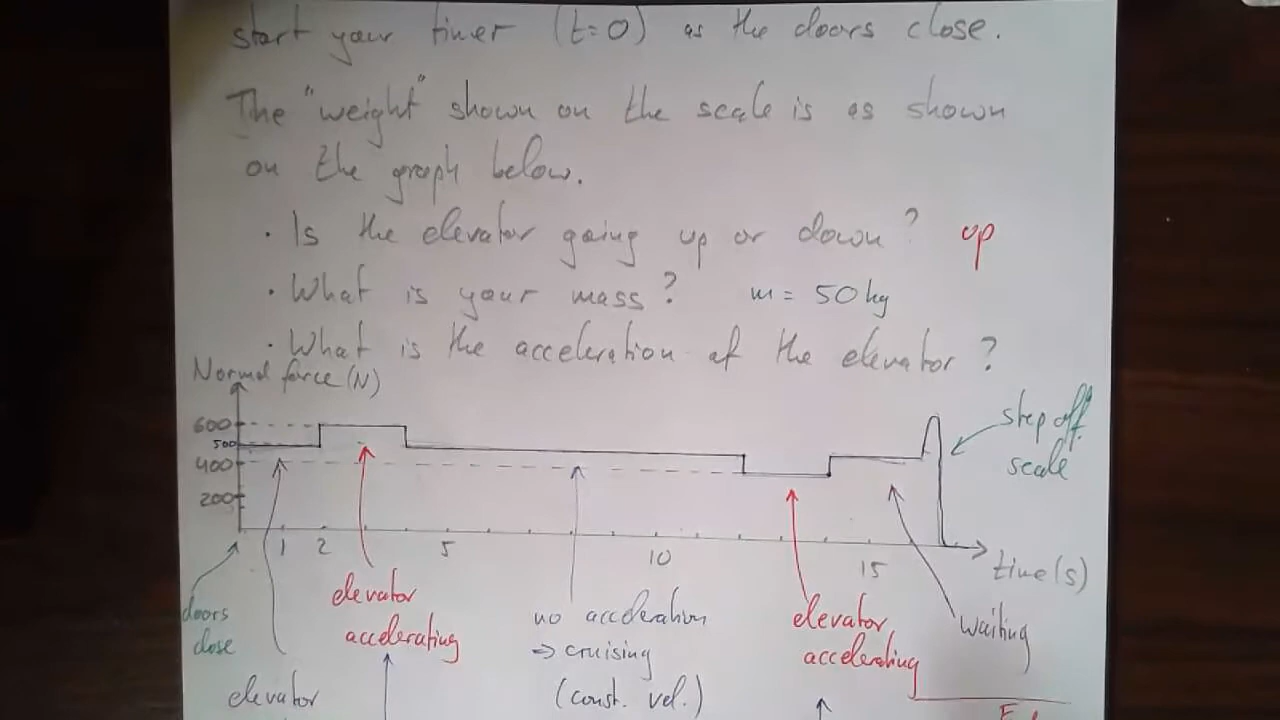 start your timer (t=0) as the doors close.
The "weight" shown on the scale is as shown
on the graph below.
· Is the elevator going up or down? up
· What is your mass? m = 50 kg
· What is the acceleration of the elevator?
Normal force (N)
600
500
400
200
1 2 5 10 15
time (s)
step off
scale
doors
close
elevator
accelerating
no acceleration
⇒ cruising
(const. vel.)
elevator
accelerating
waiting
elevator